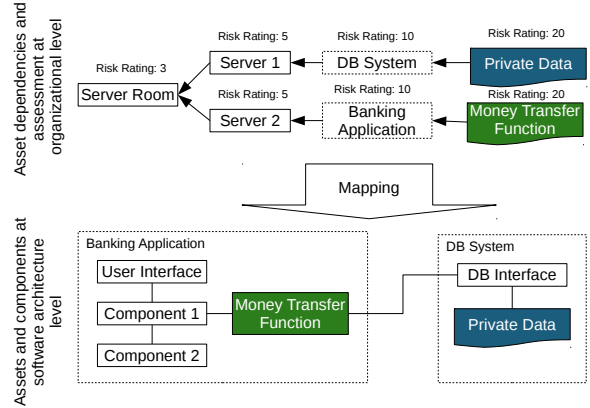 Asset dependencies and
assessment at
organizational level
Risk Rating: 5
Risk Rating: 10
Risk Rating: 20
Server 1
DB System
Private Data
Risk Rating: 3
Server Room
Risk Rating: 5
Risk Rating: 10
Risk Rating: 20
Server 2
Banking
Application
Money Transfer
Function
Mapping
Assets and components at
software architecture
level
Banking Application
User Interface
Component 1
Component 2
Money Transfer
Function
DB System
DB Interface
Private Data